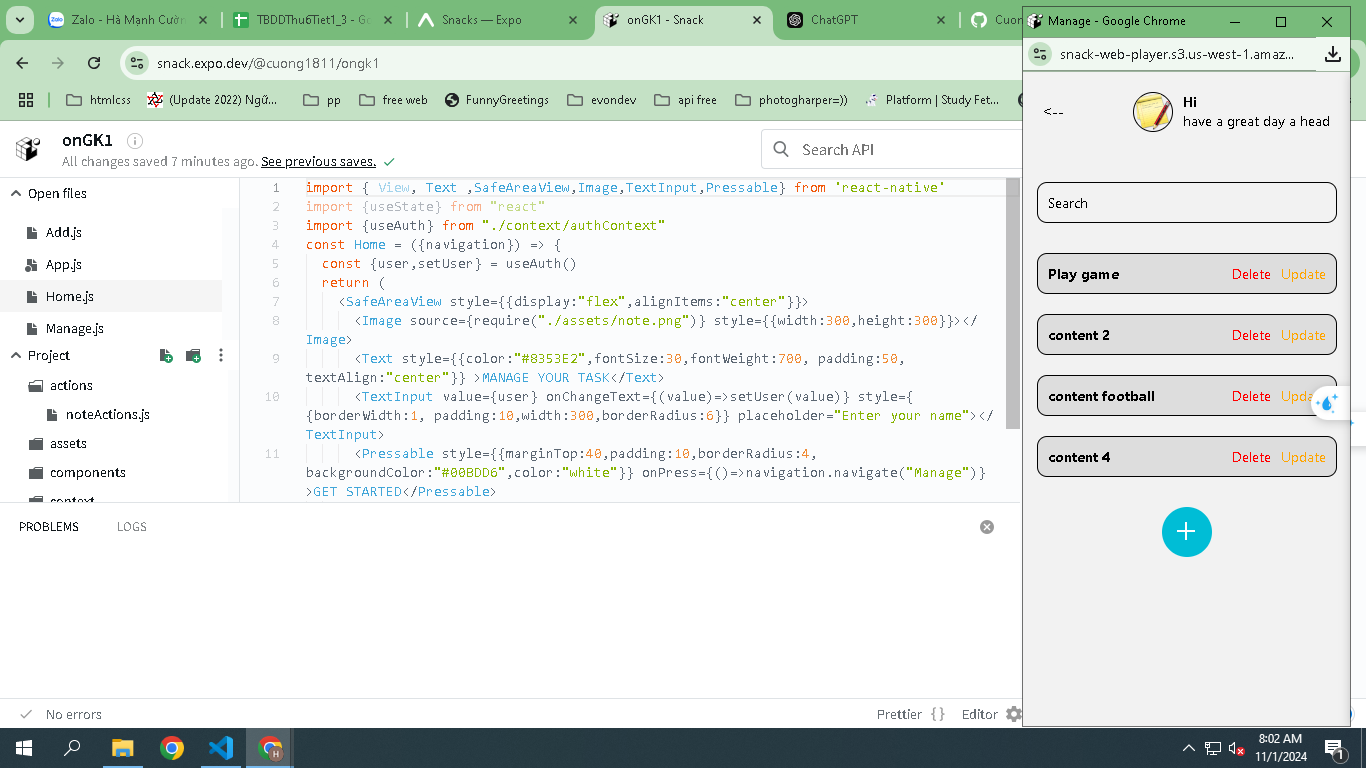 Zalo - Hà Mạnh Cườn
TBDDThu6Tiet1_3 - Go
Snacks — Expo
onGK1 - Snack
ChatGPT
Cuon
snack.expo.dev/@cuong1811/ongk1
htmlcss
(Update 2022) Ngữ...
pp
free web
FunnyGreetings
evondev
api free
photogharper=))
Platform | Study Fet...
onGK1
All changes saved 7 minutes ago. See previous saves.
Search API
Open files
Add.js
App.js
Home.js
Manage.js
Project
actions
noteActions.js
assets
components
context
1 import { View, Text ,SafeAreaView,Image,TextInput,Pressable} from 'react-native'
2 import {useState} from "react"
3 import {useAuth} from "./context/authContext"
4 const Home = ({navigation}) => {
5 const {user,setUser} = useAuth()
6 return (
7 <SafeAreaView style={{display:"flex",alignItems:"center"}}>
8 <Image source={require("./assets/note.png")} style={{width:300,height:300}}></
Image>
9 <Text style={{color:"#8353E2",fontSize:30,fontWeight:700, padding:50,
textAlign:"center"}} >MANAGE YOUR TASK</Text>
10 <TextInput value={user} onChangeText={(value)=>setUser(value)} style={
{borderWidth:1, padding:10,width:300,borderRadius:6}} placeholder="Enter your name"></
TextInput>
11 <Pressable style={{marginTop:40,padding:10,borderRadius:4,
backgroundColor:"#00BDD6",color:"white"}} onPress={()=>navigation.navigate("Manage")}
>GET STARTED</Pressable>
PROBLEMS
LOGS
No errors
Prettier {}
Editor
Manage - Google Chrome
snack-web-player.s3.us-west-1.amaz...
<--
Hi
have a great day a head
Search
Play game Delete Update
content 2 Delete Update
content football Delete Update
content 4 Delete Update
+
H
8:02 AM
11/1/2024
1